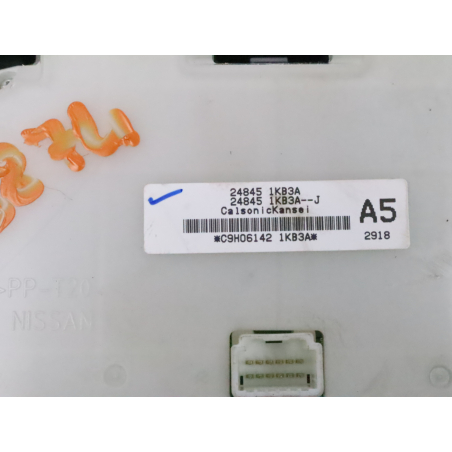 24845 1KB3A
24845 1KB3A--J
CalsonicKansei
A5
*C9H06142 1KB3A*
2918
NISSAN